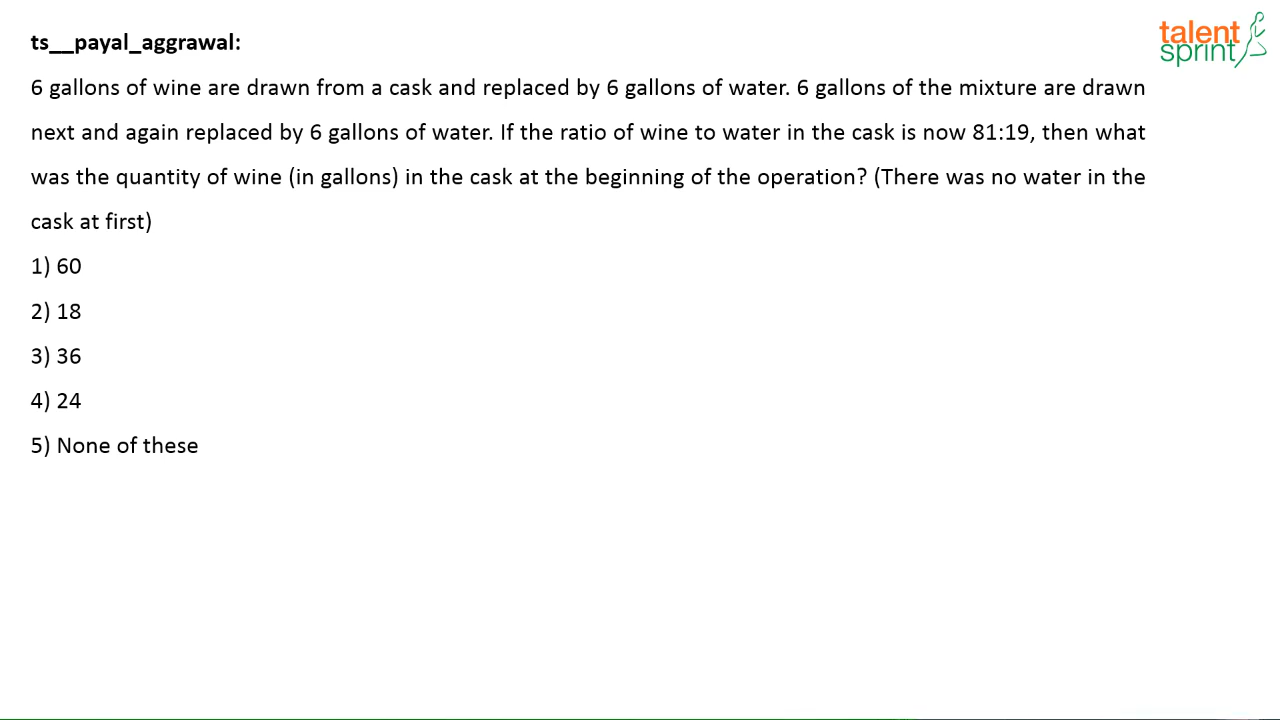 talent
sprint
ts__payal_aggrawal:
6 gallons of wine are drawn from a cask and replaced by 6 gallons of water. 6 gallons of the mixture are drawn
next and again replaced by 6 gallons of water. If the ratio of wine to water in the cask is now 81:19, then what
was the quantity of wine (in gallons) in the cask at the beginning of the operation? (There was no water in the
cask at first)
1) 60
2) 18
3) 36
4) 24
5) None of these